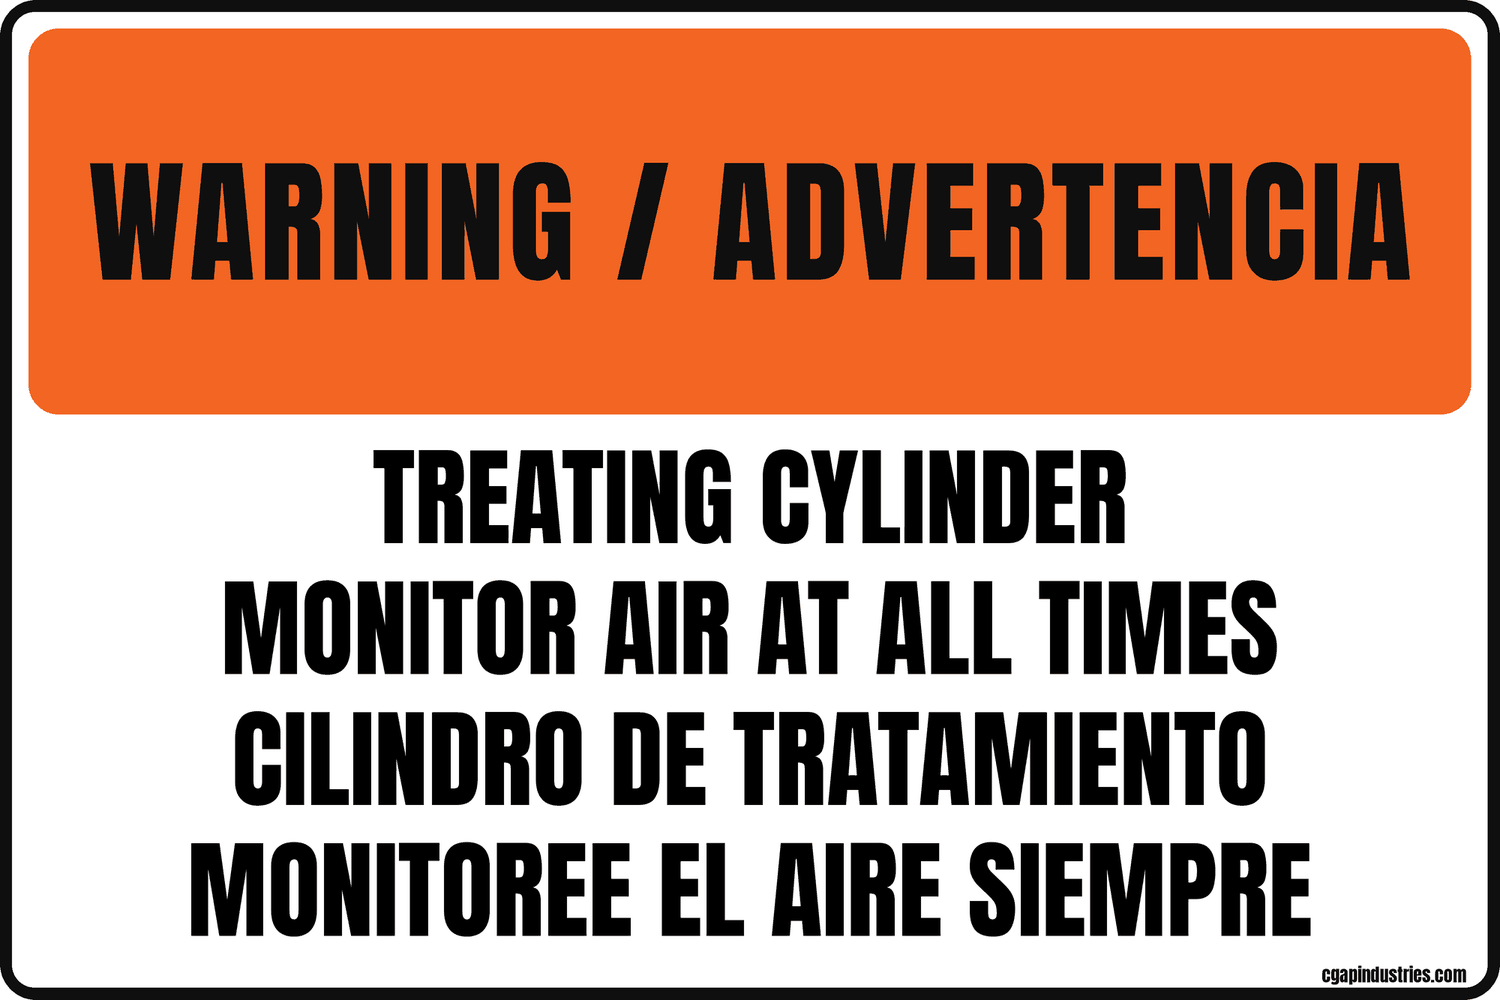 WARNING / ADVERTENCIA
TREATING CYLINDER
MONITOR AIR AT ALL TIMES
CILINDRO DE TRATAMIENTO
MONITOREE EL AIRE SIEMPRE
cgapindustries.com